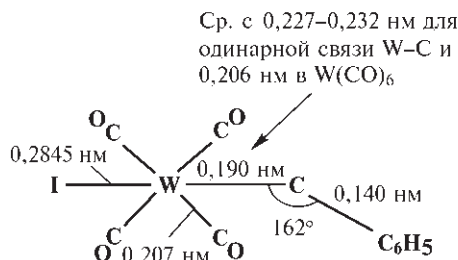 Ср. с 0,227–0,232 нм для
одинарной связи W–C и
0,206 нм в W(CO)6
O C
C O
0,2845 нм
0,190 нм
I
W
C
0,140 нм
162°
O C
0,207 нм
C O
C6H5